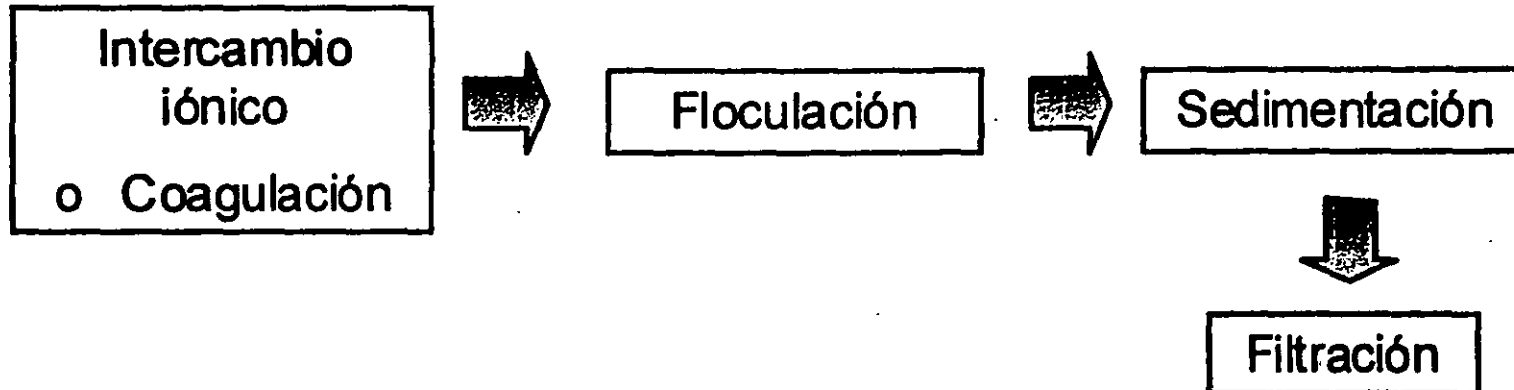 Intercambio
iónico
o Coagulación
Floculación
Sedimentación
Filtración